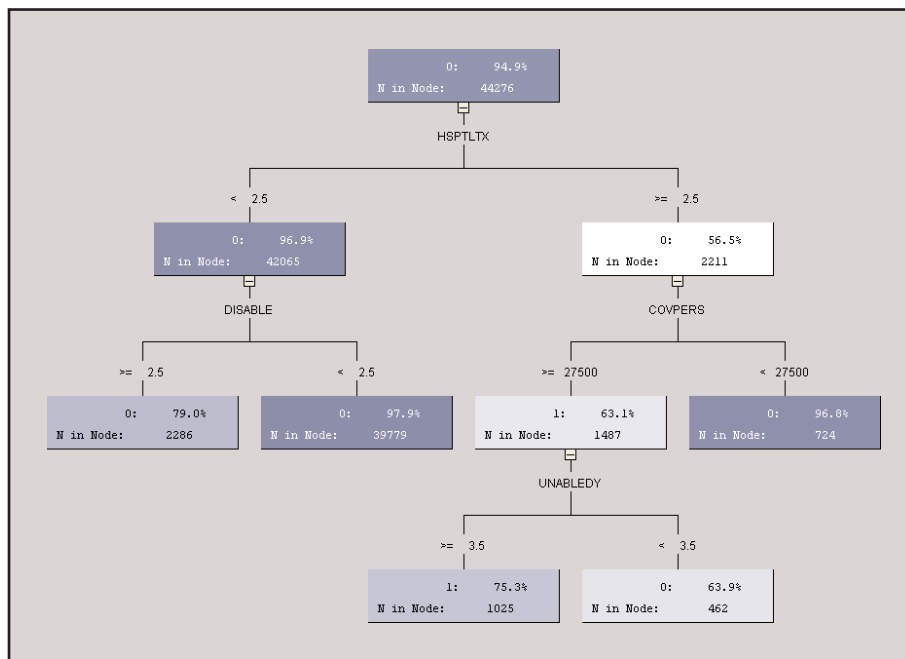 0: 94.9%
N in Node: 44276
HSPTLTX
< 2.5
>= 2.5
0: 96.9%
N in Node: 42065
0: 56.5%
N in Node: 2211
DISABLE
COVPERS
>= 2.5
< 2.5
>= 27500
< 27500
0: 79.0%
N in Node: 2286
0: 97.9%
N in Node: 39779
1: 63.1%
N in Node: 1487
0: 96.8%
N in Node: 724
UNABLEDY
>= 3.5
< 3.5
1: 75.3%
N in Node: 1025
0: 63.9%
N in Node: 462